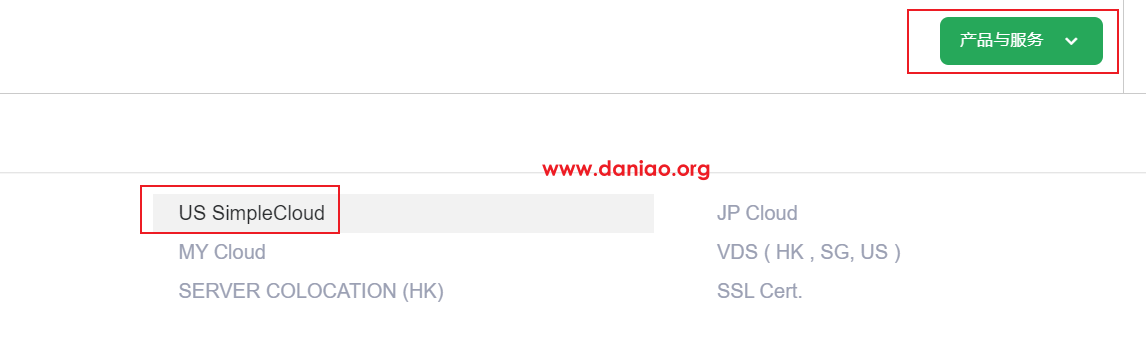 产品与服务
www.daniao.org
US SimpleCloud
JP Cloud
MY Cloud
VDS ( HK , SG, US )
SERVER COLOCATION (HK)
SSL Cert.